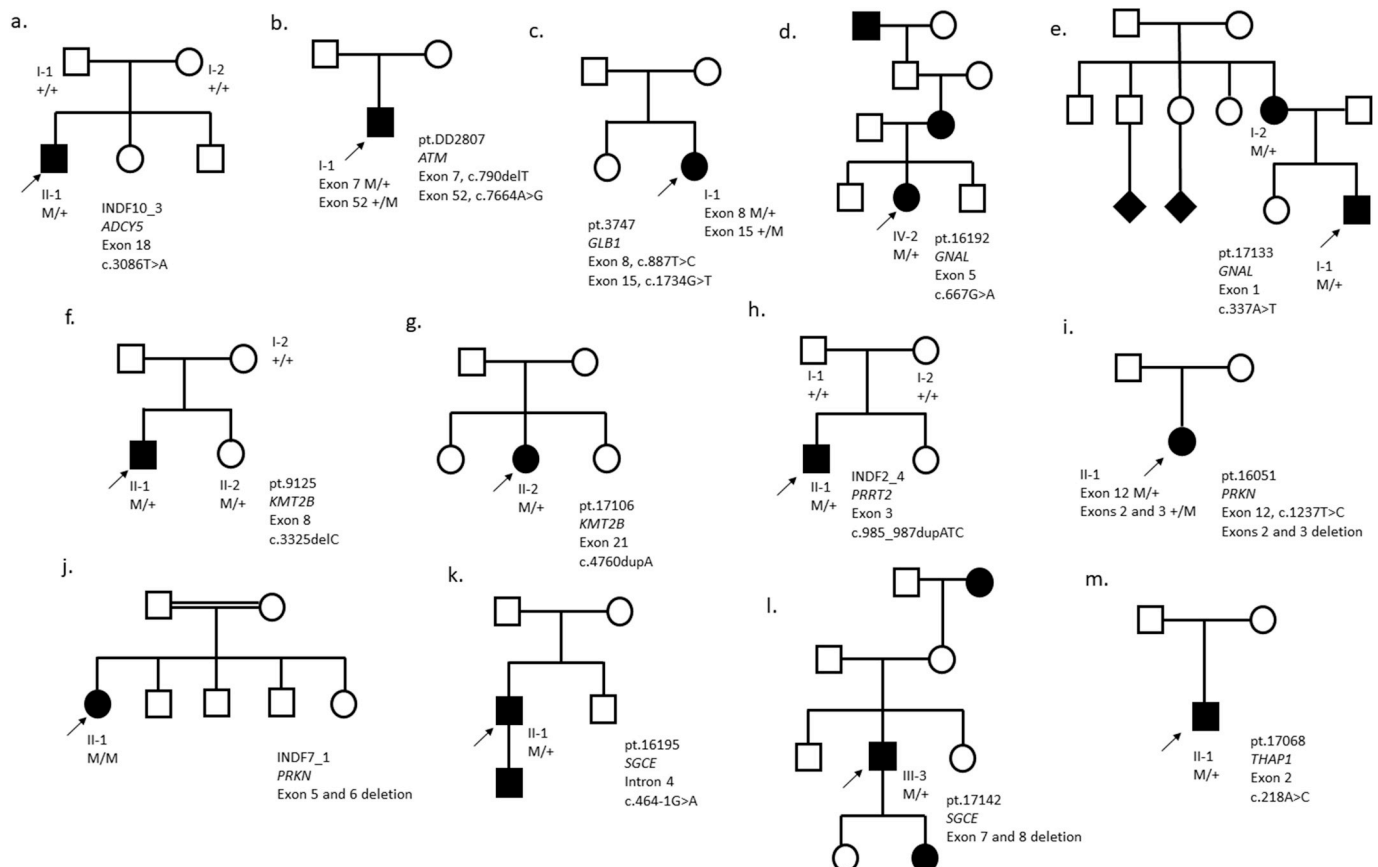 a.
I-1
+/+
I-2
+/+
II-1
M/+
INDF10_3
ADCY5
Exon 18
c.3086T>A
b.
I-1
Exon 7 M/+
Exon 52 +/M
pt.DD2807
ATM
Exon 7, c.790delT
Exon 52, c.7664A>G
c.
pt.3747
GLB1
Exon 8, c.887T>C
Exon 15, c.1734G>T
I-1
Exon 8 M/+
Exon 15 +/M
d.
IV-2
M/+
pt.16192
GNAL
Exon 5
c.667G>A
e.
I-2
M/+
pt.17133
GNAL
Exon 1
c.337A>T
I-1
M/+
f.
I-2
+/+
II-1
M/+
II-2
M/+
pt.9125
KMT2B
Exon 8
c.3325delC
g.
II-2
M/+
pt.17106
KMT2B
Exon 21
c.4760dupA
h.
I-1
+/+
I-2
+/+
II-1
M/+
INDF2_4
PRRT2
Exon 3
c.985_987dupATC
i.
II-1
Exon 12 M/+
Exons 2 and 3 +/M
pt.16051
PRKN
Exon 12, c.1237T>C
Exons 2 and 3 deletion
j.
II-1
M/M
INDF7_1
PRKN
Exon 5 and 6 deletion
k.
II-1
M/+
pt.16195
SGCE
Intron 4
c.464-1G>A
l.
III-3
M/+
pt.17142
SGCE
Exon 7 and 8 deletion
m.
II-1
M/+
pt.17068
THAP1
Exon 2
c.218A>C